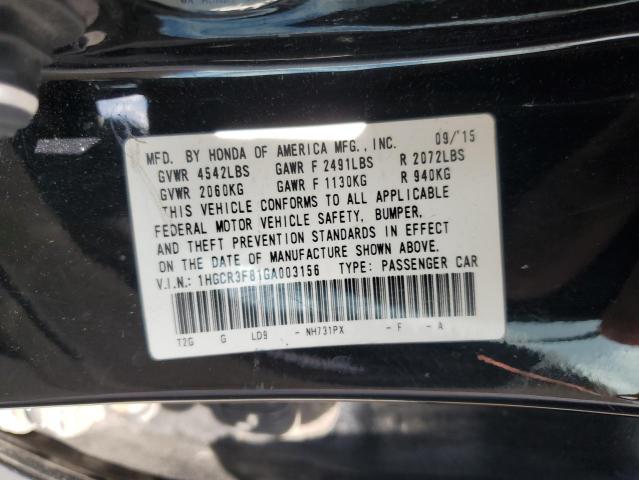 MFD. BY HONDA OF AMERICA MFG., INC. 09/'15
GVWR 4542LBS GAWR F 2491LBS R 2072LBS
GVWR 2060KG GAWR F 1130KG R 940KG
THIS VEHICLE CONFORMS TO ALL APPLICABLE
FEDERAL MOTOR VEHICLE SAFETY, BUMPER,
AND THEFT PREVENTION STANDARDS IN EFFECT
ON THE DATE OF MANUFACTURE SHOWN ABOVE.
V.I.N.: 1HGCR3F81GA003156 TYPE: PASSENGER CAR
T2G G LD9 - NH731PX - F - A